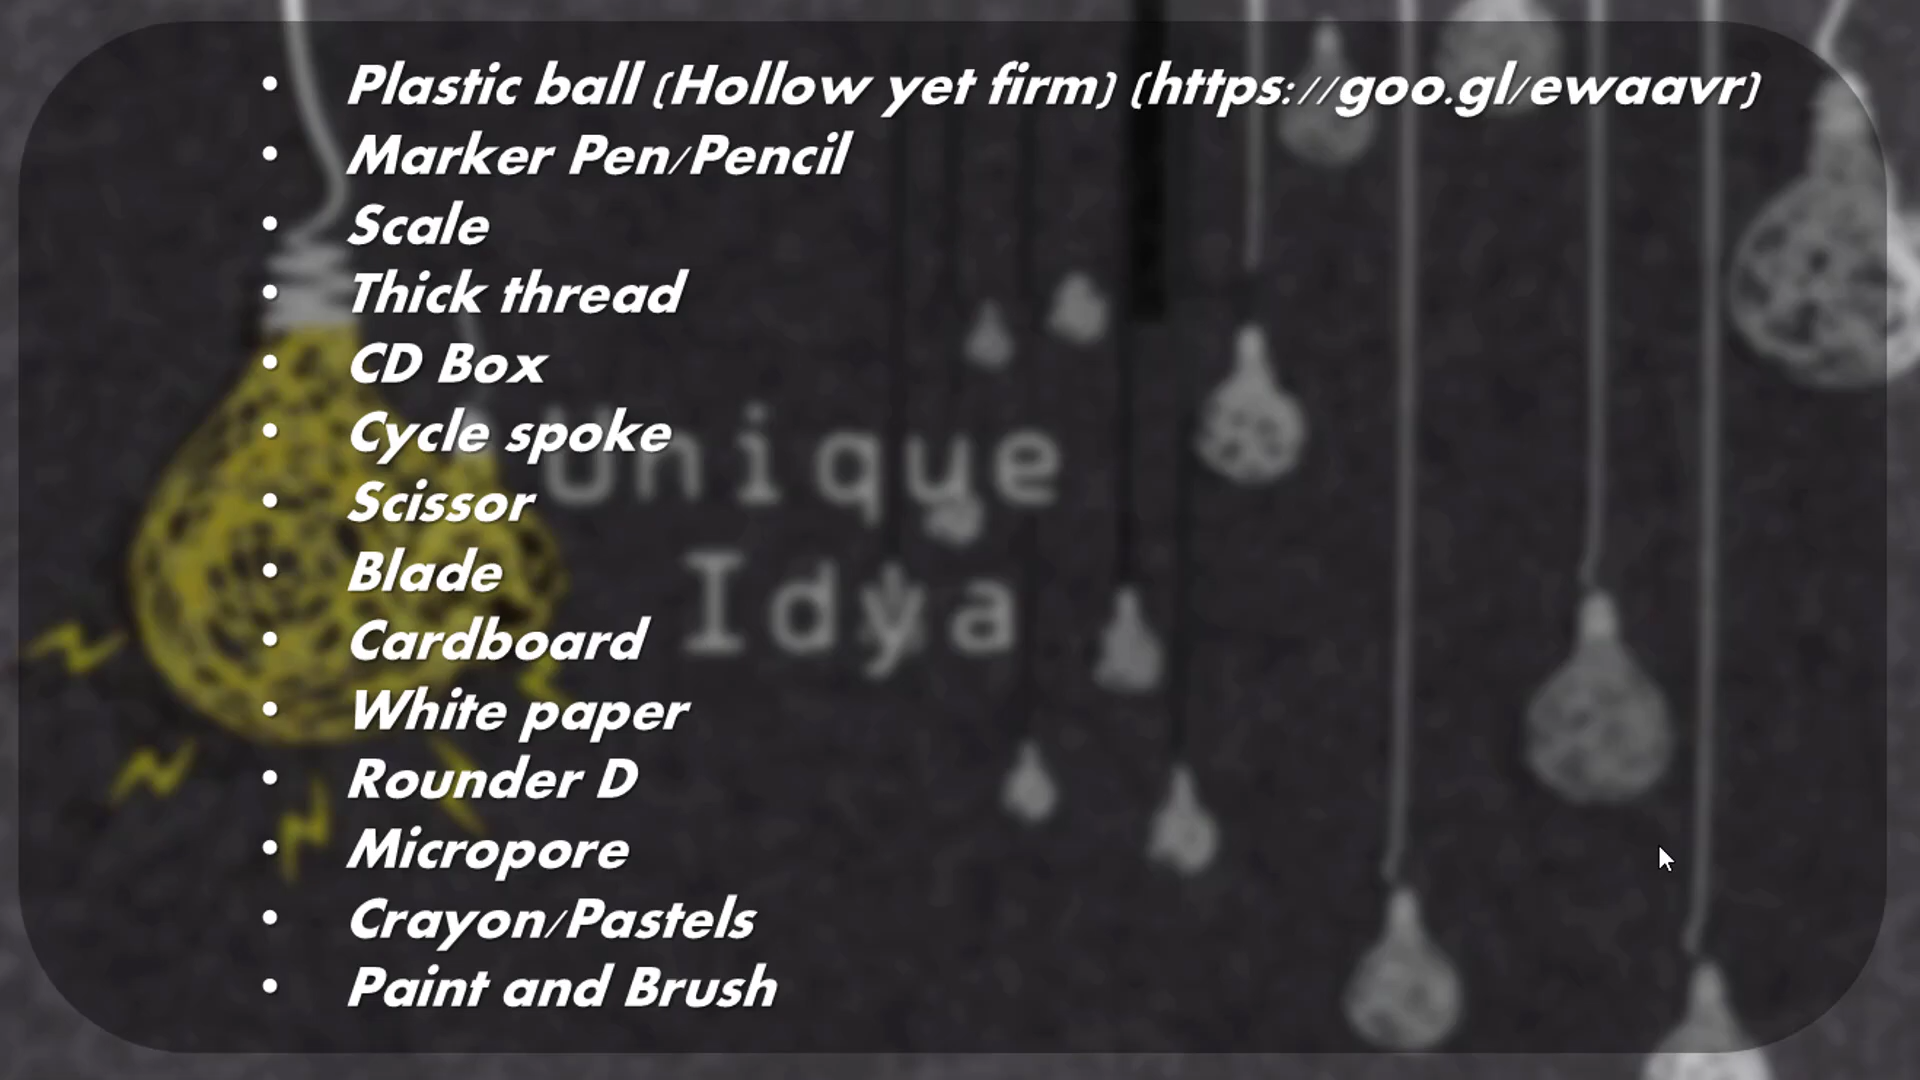 • Plastic ball (Hollow yet firm) (https://goo.gl/ewaavr)
• Marker Pen/Pencil
• Scale
• Thick thread
• CD Box
• Cycle spoke
• Scissor
• Blade
• Cardboard
• White paper
• Rounder D
• Micropore
• Crayon/Pastels
• Paint and Brush
Unique
Idya